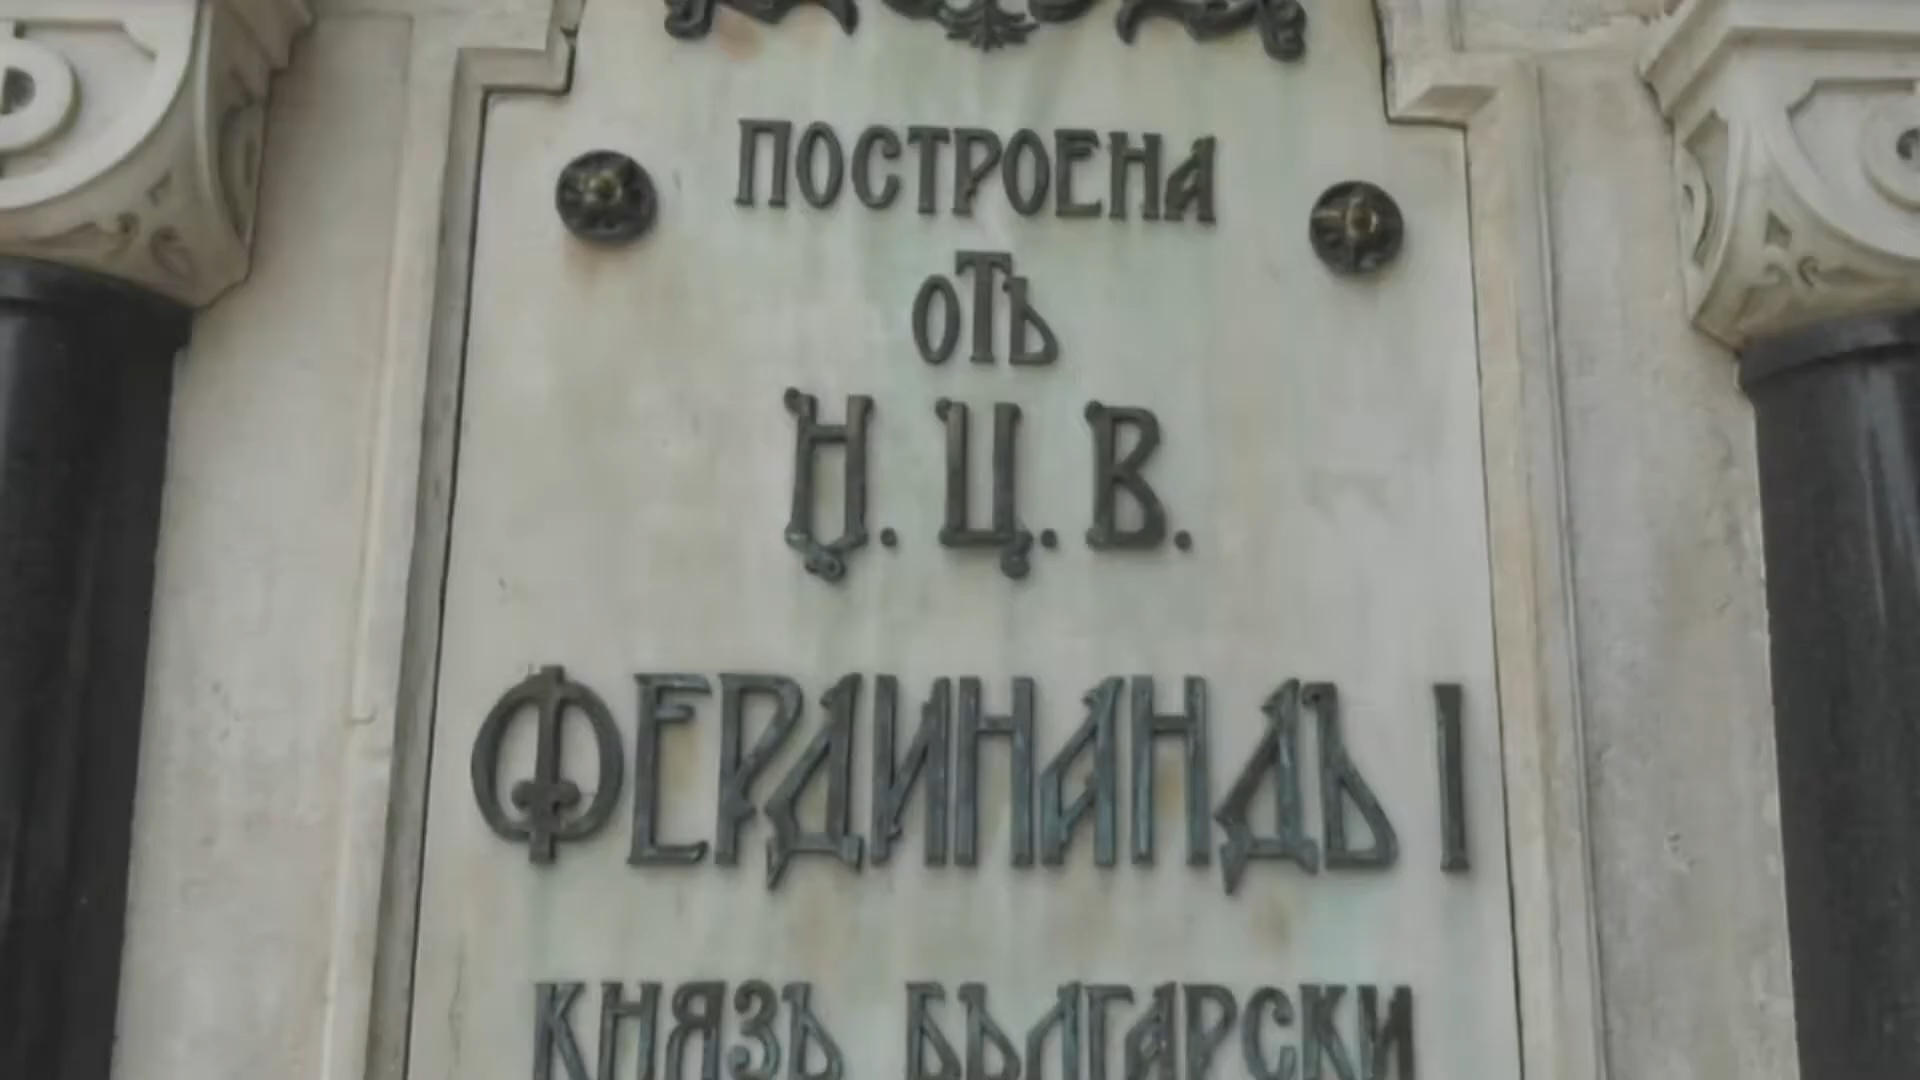 ПОСТРОЕНА
ОТЪ
Н. Ц. В.
ФЕРДИНАНДЪ I
КНЯЗЪ БЪЛГАРСКИ